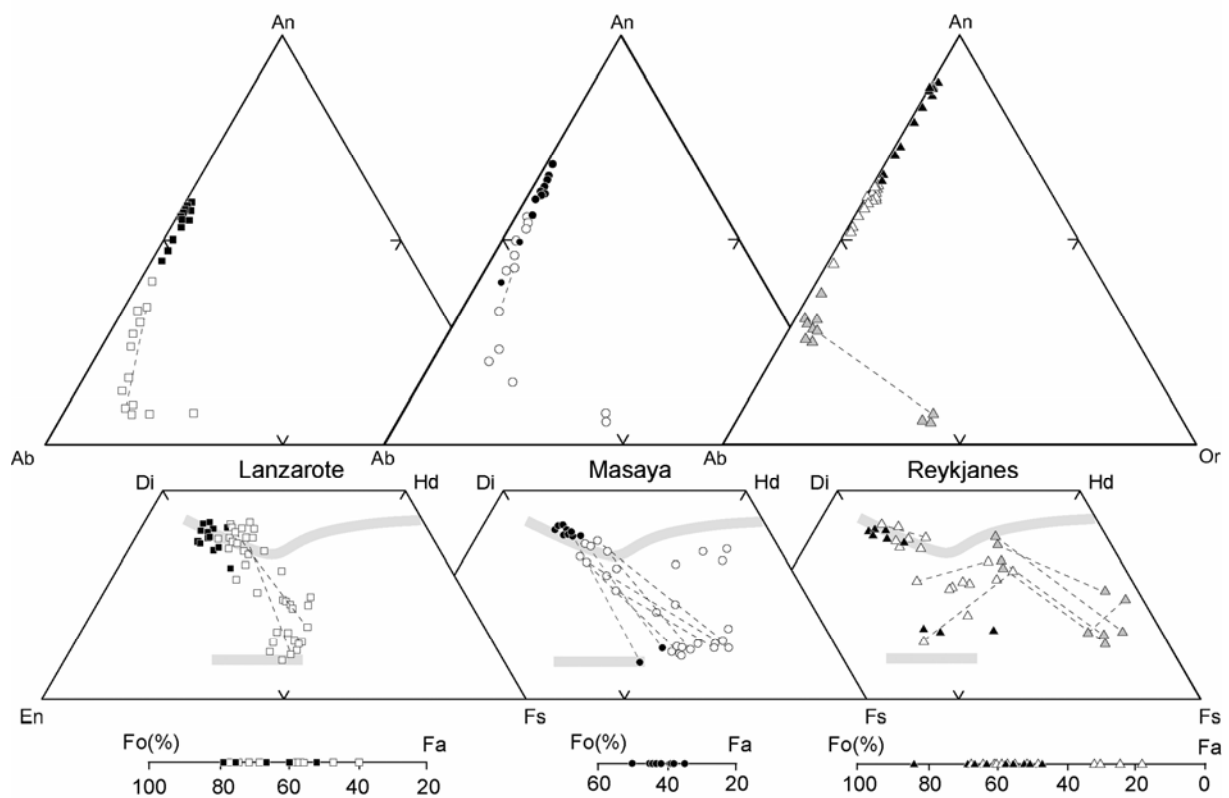 An An An
Ab Ab Ab Or
Lanzarote Masaya Reykjanes
Di Hd Di Hd Di Hd
En Fs Fs Fs
Fo(%) Fa Fo(%) Fa Fo(%) Fa
100 80 60 40 20 60 40 20 100 80 60 40 20 0